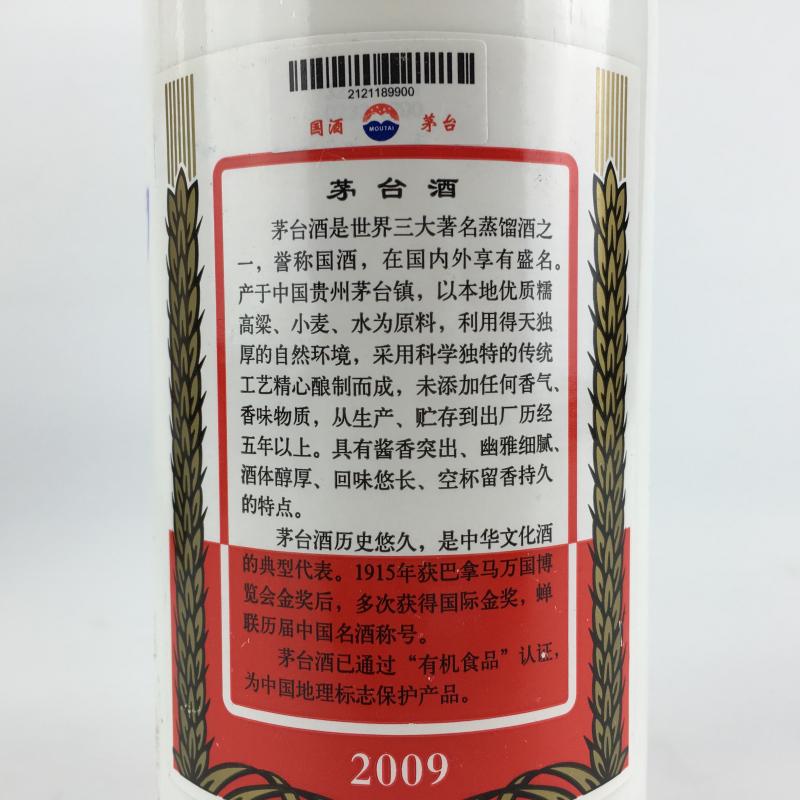 2121189900
国酒 MOUTAI 茅台
茅台酒
茅台酒是世界三大著名蒸馏酒之
一，誉称国酒，在国内外享有盛名。
产于中国贵州茅台镇，以本地优质糯
高粱、小麦、水为原料，利用得天独
厚的自然环境，采用科学独特的传统
工艺精心酿制而成，未添加任何香气、
香味物质，从生产、贮存到出厂历经
五年以上。具有酱香突出、幽雅细腻、
酒体醇厚、回味悠长、空杯留香持久
的特点。
茅台酒历史悠久，是中华文化酒
的典型代表。1915年获巴拿马万国博
览会金奖后，多次获得国际金奖，蝉
联历届中国名酒称号。
茅台酒已通过“有机食品”认证，
为中国地理标志保护产品。
2009